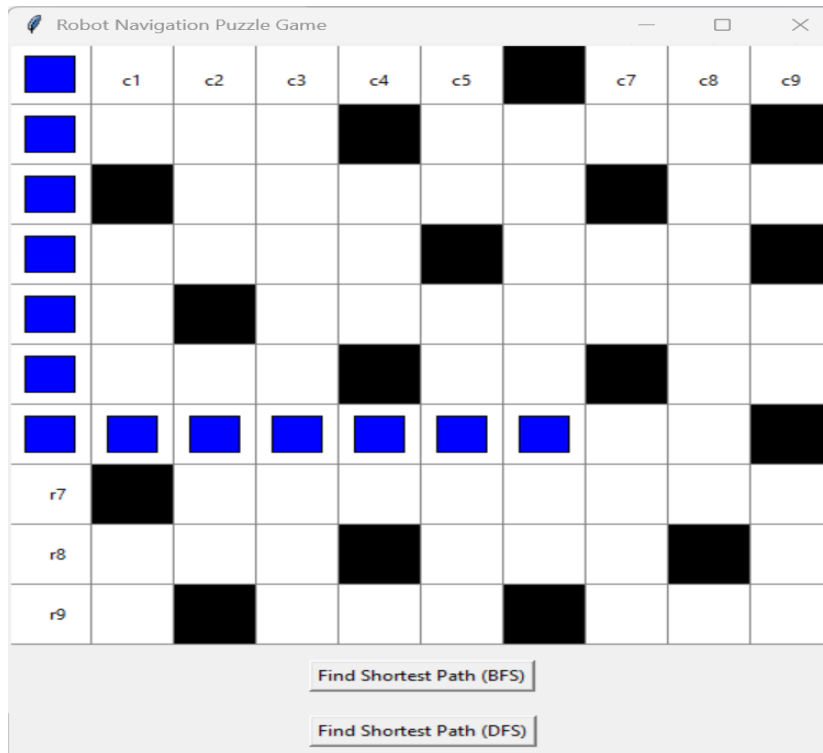 Robot Navigation Puzzle Game
c1 c2 c3 c4 c5 c7 c8 c9
r7
r8
r9
Find Shortest Path (BFS)
Find Shortest Path (DFS)